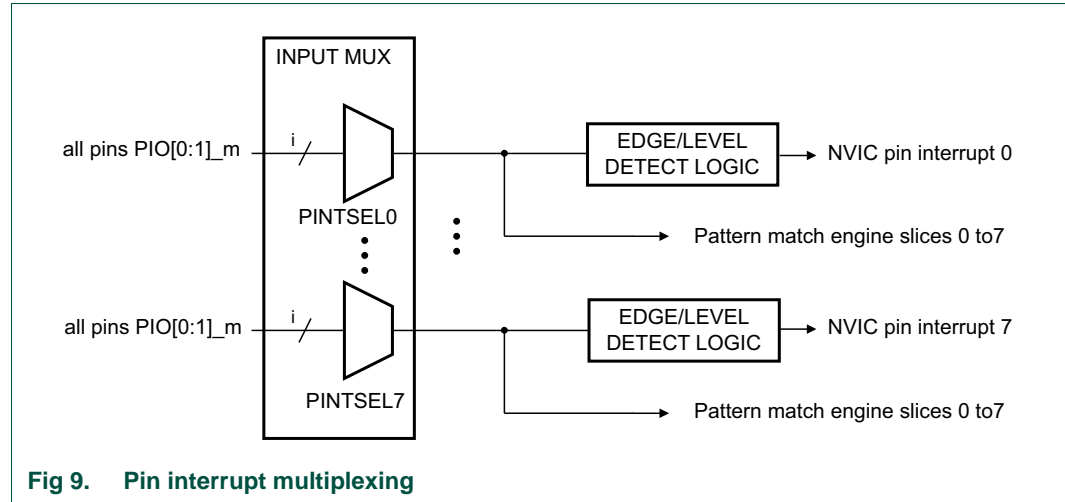 INPUT MUX
all pins PIO[0:1]_m
i
PINTSEL0
EDGE/LEVEL
DETECT LOGIC
NVIC pin interrupt 0
Pattern match engine slices 0 to7
all pins PIO[0:1]_m
i
PINTSEL7
EDGE/LEVEL
DETECT LOGIC
NVIC pin interrupt 7
Pattern match engine slices 0 to7
Fig 9. Pin interrupt multiplexing